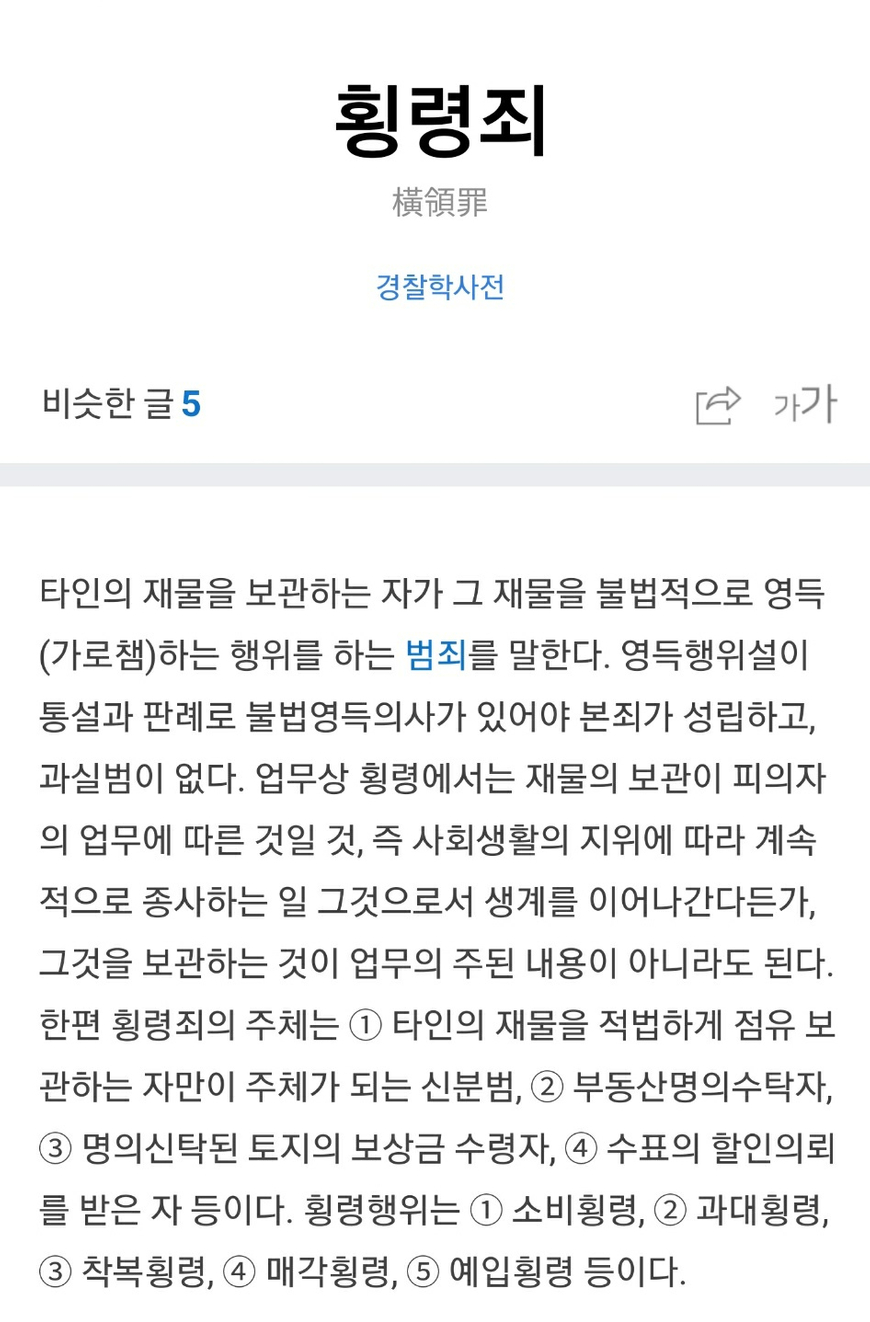 횡령죄
橫領罪
경찰학사전
비슷한 글 5
가가
타인의 재물을 보관하는 자가 그 재물을 불법적으로 영득
(가로챔)하는 행위를 하는 범죄를 말한다. 영득행위설이
통설과 판례로 불법영득의사가 있어야 본죄가 성립하고,
과실범이 없다. 업무상 횡령에서는 재물의 보관이 피의자
의 업무에 따른 것일 것, 즉 사회생활의 지위에 따라 계속
적으로 종사하는 일 그것으로서 생계를 이어나간다든가,
그것을 보관하는 것이 업무의 주된 내용이 아니라도 된다.
한편 횡령죄의 주체는 ① 타인의 재물을 적법하게 점유 보
관하는 자만이 주체가 되는 신분범, ② 부동산명의수탁자,
③ 명의신탁된 토지의 보상금 수령자, ④ 수표의 할인의뢰
를 받은 자 등이다. 횡령행위는 ① 소비횡령, ② 과대횡령,
③ 착복횡령, ④ 매각횡령, ⑤ 예입횡령 등이다.